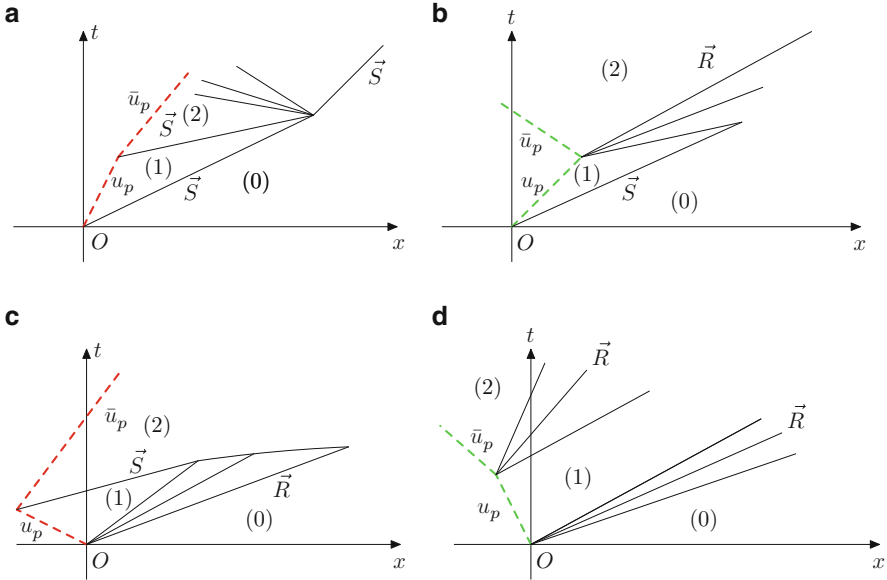 a
t
ū_p
S⃗
(2)
S⃗
(1)
u_p
S⃗
(0)
O
x
b
t
(2)
R⃗
ū_p
u_p
(1)
S⃗
(0)
O
x
c
t
ū_p
(2)
S⃗
(1)
R⃗
u_p
(0)
O
x
d
t
(2)
R⃗
ū_p
R⃗
(1)
u_p
(0)
O
x